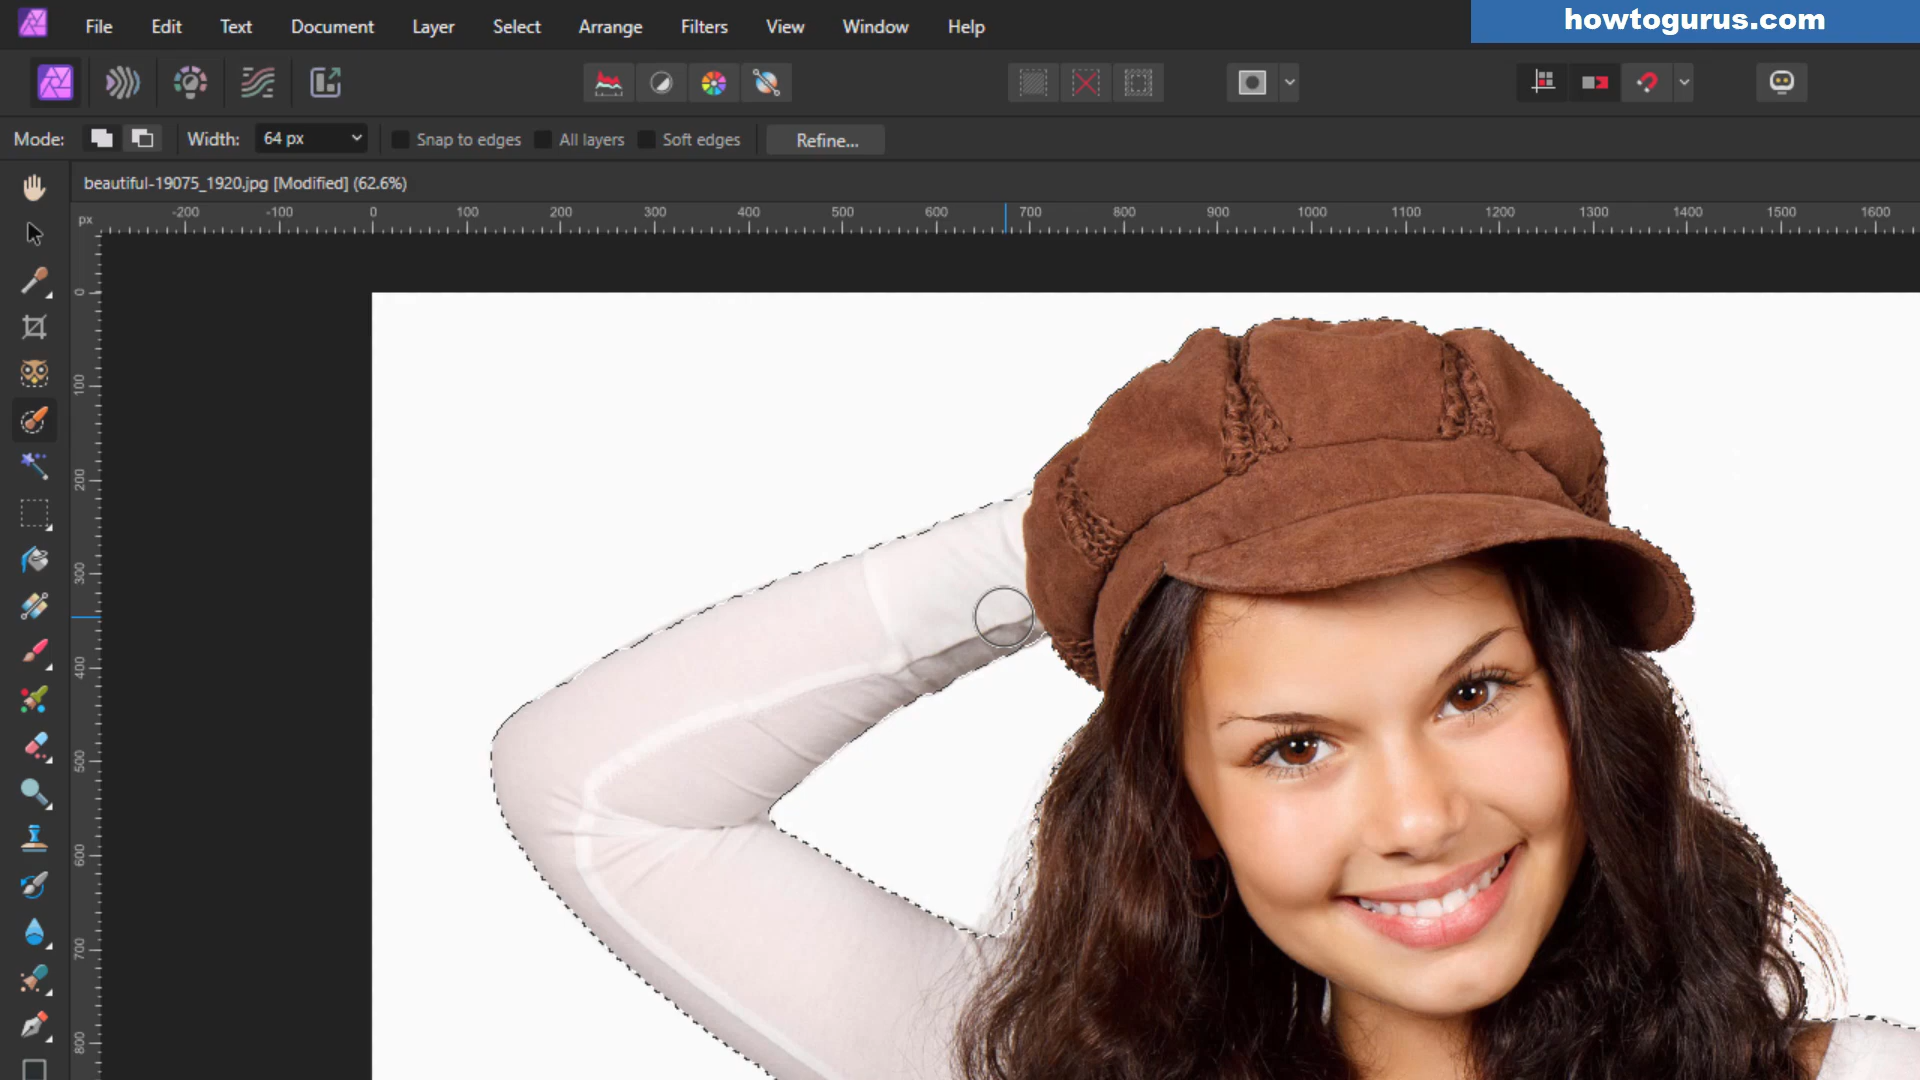 File Edit Text Document Layer Select Arrange Filters View Window Help
howtogurus.com
Mode: Width: 64 px Snap to edges All layers Soft edges Refine...
beautiful-19075_1920.jpg [Modified] (62.6%)
px -200 -100 0 100 200 300 400 500 600 700 800 900 1000 1100 1200 1300 1400 1500 1600
0
100
200
300
400
500
600
700
800